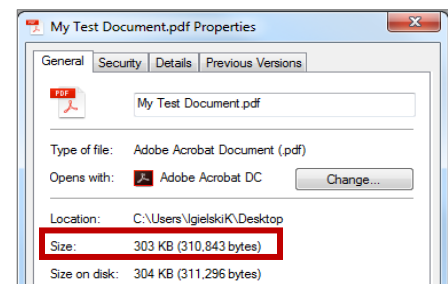 My Test Document.pdf Properties
General Security Details Previous Versions
PDF
My Test Document.pdf
Type of file: Adobe Acrobat Document (.pdf)
Opens with: Adobe Acrobat DC Change...
Location: C:\Users\IgielskiK\Desktop
Size: 303 KB (310,843 bytes)
Size on disk: 304 KB (311,296 bytes)